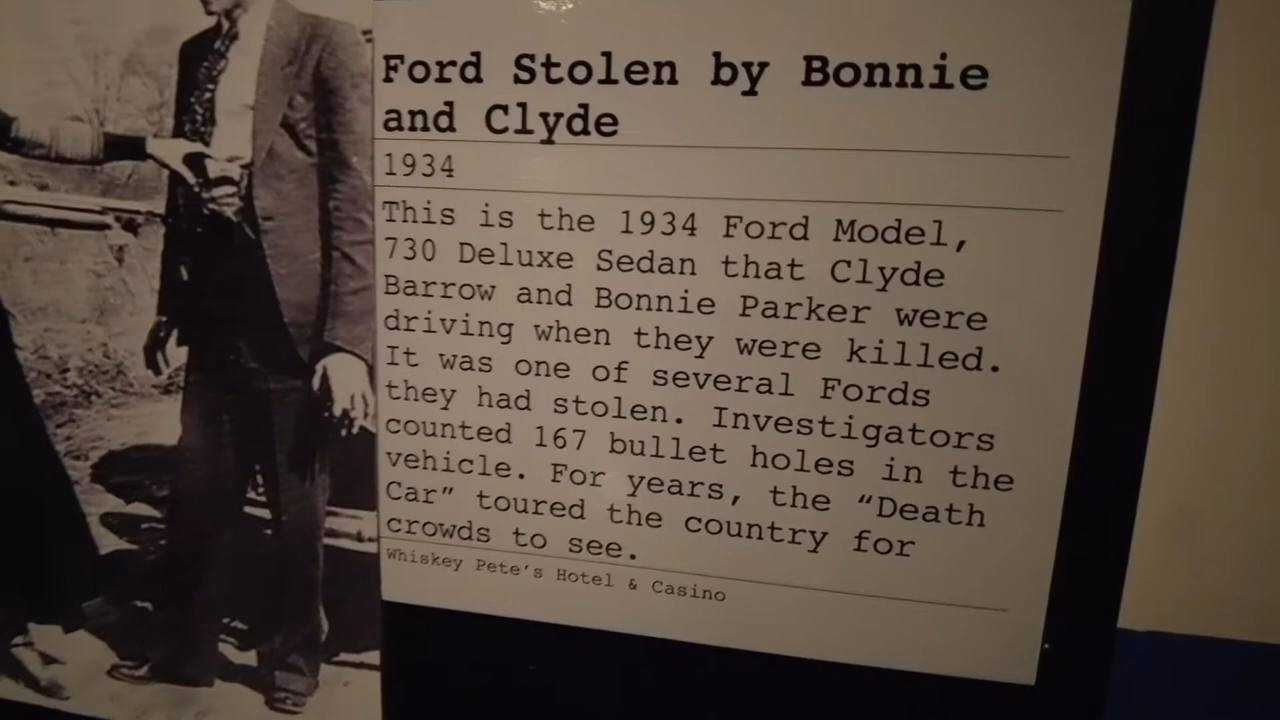 Ford Stolen by Bonnie
and Clyde
1934
This is the 1934 Ford Model,
730 Deluxe Sedan that Clyde
Barrow and Bonnie Parker were
driving when they were killed.
It was one of several Fords
they had stolen. Investigators
counted 167 bullet holes in the
vehicle. For years, the “Death
Car” toured the country for
crowds to see.
Whiskey Pete’s Hotel & Casino